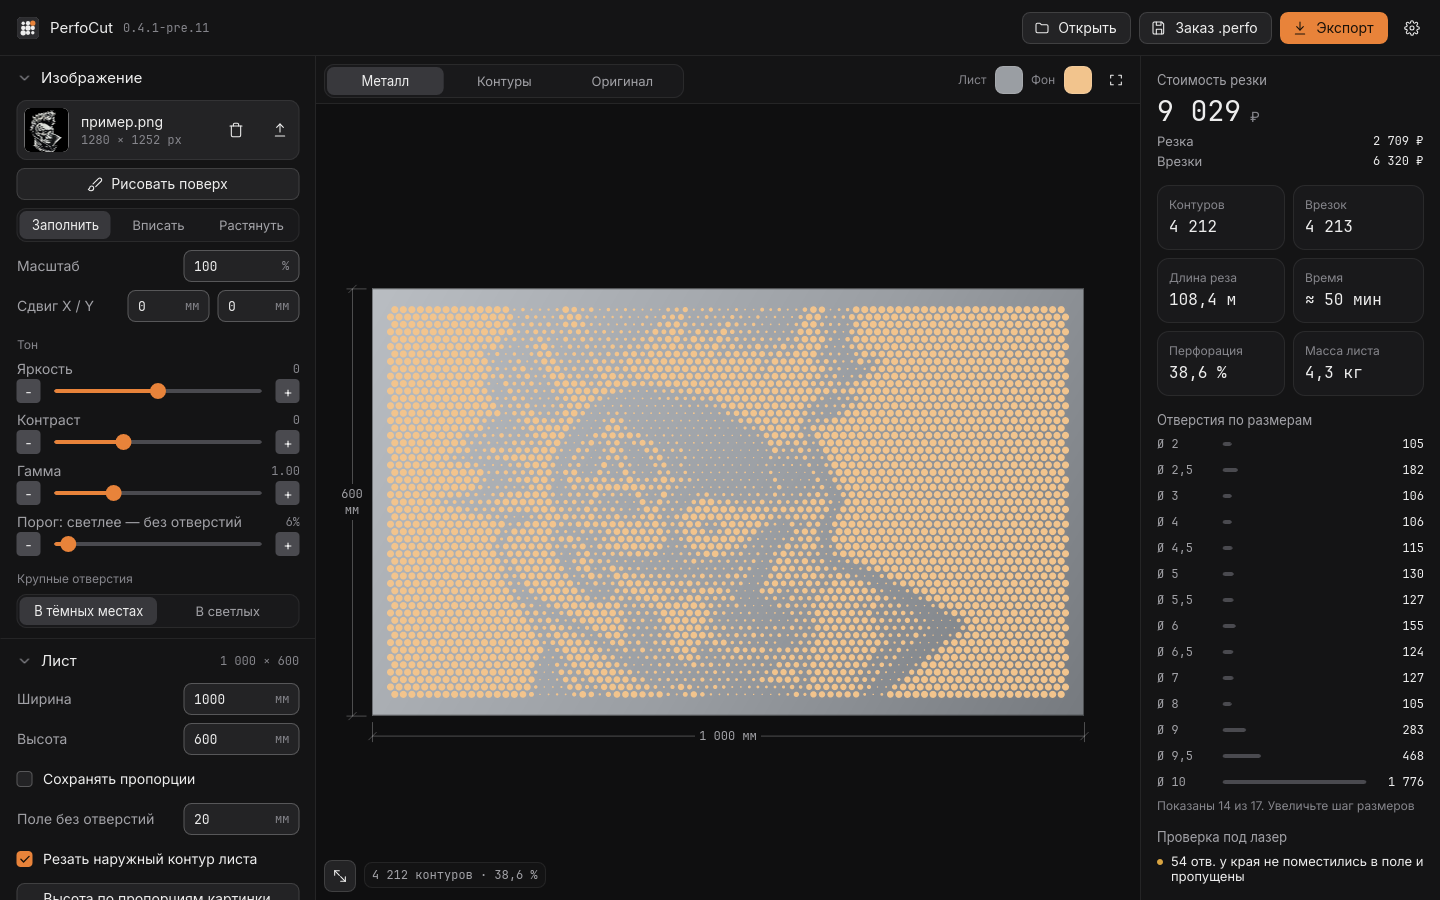 PerfoCut 0.4.1-pre.11
Открыть
Заказ .perfo
Экспорт
Изображение
пример.png
1280 × 1252 px
Рисовать поверх
Заполнить Вписать Растянуть
Масштаб 100 %
Сдвиг X / Y 0 мм 0 мм
Тон
Яркость 0
- +
Контраст 0
- +
Гамма 1.00
- +
Порог: светлее — без отверстий 6%
- +
Крупные отверстия
В тёмных местах В светлых
Лист 1 000 × 600
Ширина 1000 мм
Высота 600 мм
Сохранять пропорции
Поле без отверстий 20 мм
Резать наружный контур листа
Высота по пропорциям картинки
Металл Контуры Оригинал
Лист Фон
600
мм
1 000 мм
4 212 контуров · 38,6 %
Стоимость резки
9 029 ₽
Резка 2 709 ₽
Врезки 6 320 ₽
Контуров
4 212
Врезок
4 213
Длина реза
108,4 м
Время
≈ 50 мин
Перфорация
38,6 %
Масса листа
4,3 кг
Отверстия по размерам
Ø 2 105
Ø 2,5 182
Ø 3 106
Ø 4 106
Ø 4,5 115
Ø 5 130
Ø 5,5 127
Ø 6 155
Ø 6,5 124
Ø 7 127
Ø 8 105
Ø 9 283
Ø 9,5 468
Ø 10 1 776
Показаны 14 из 17. Увеличьте шаг размеров
Проверка под лазер
54 отв. у края не поместились в поле и
пропущены